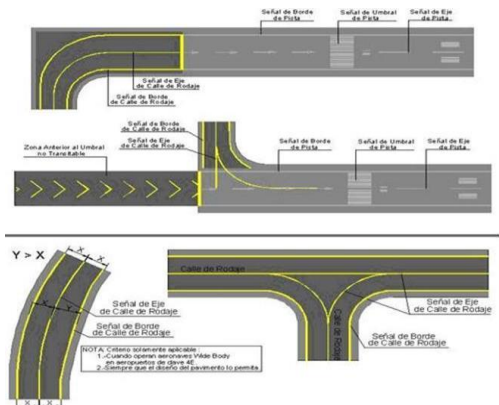 Señal de Borde
de Pista
Señal de Umbral
de Pista
Señal de Eje
de Pista
Señal de Eje
de Calle de Rodaje
Señal de Borde
de Calle de Rodaje
Señal de Borde
de Calle de Rodaje
Señal de Eje
de Calle de Rodaje
Zona Anterior al Umbral
no Transitable
Señal de Borde
de Pista
Señal de Umbral
de Pista
Señal de Eje
de Pista
Y > X
X
X
X
Y
Señal de Eje
de Calle de Rodaje
Señal de Borde
de Calle de Rodaje
NOTA: Criterio solamente aplicable :
1.-Cuando operan aeronaves Wide Body
en aeropuertos de clave 4E
2.-Siempre que el diseño del pavimento lo permita
X
X
Calle de Rodaje
Calle de Rodaje
Señal de Eje
de Calle de Rodaje
Señal de Borde
de Calle de Rodaje